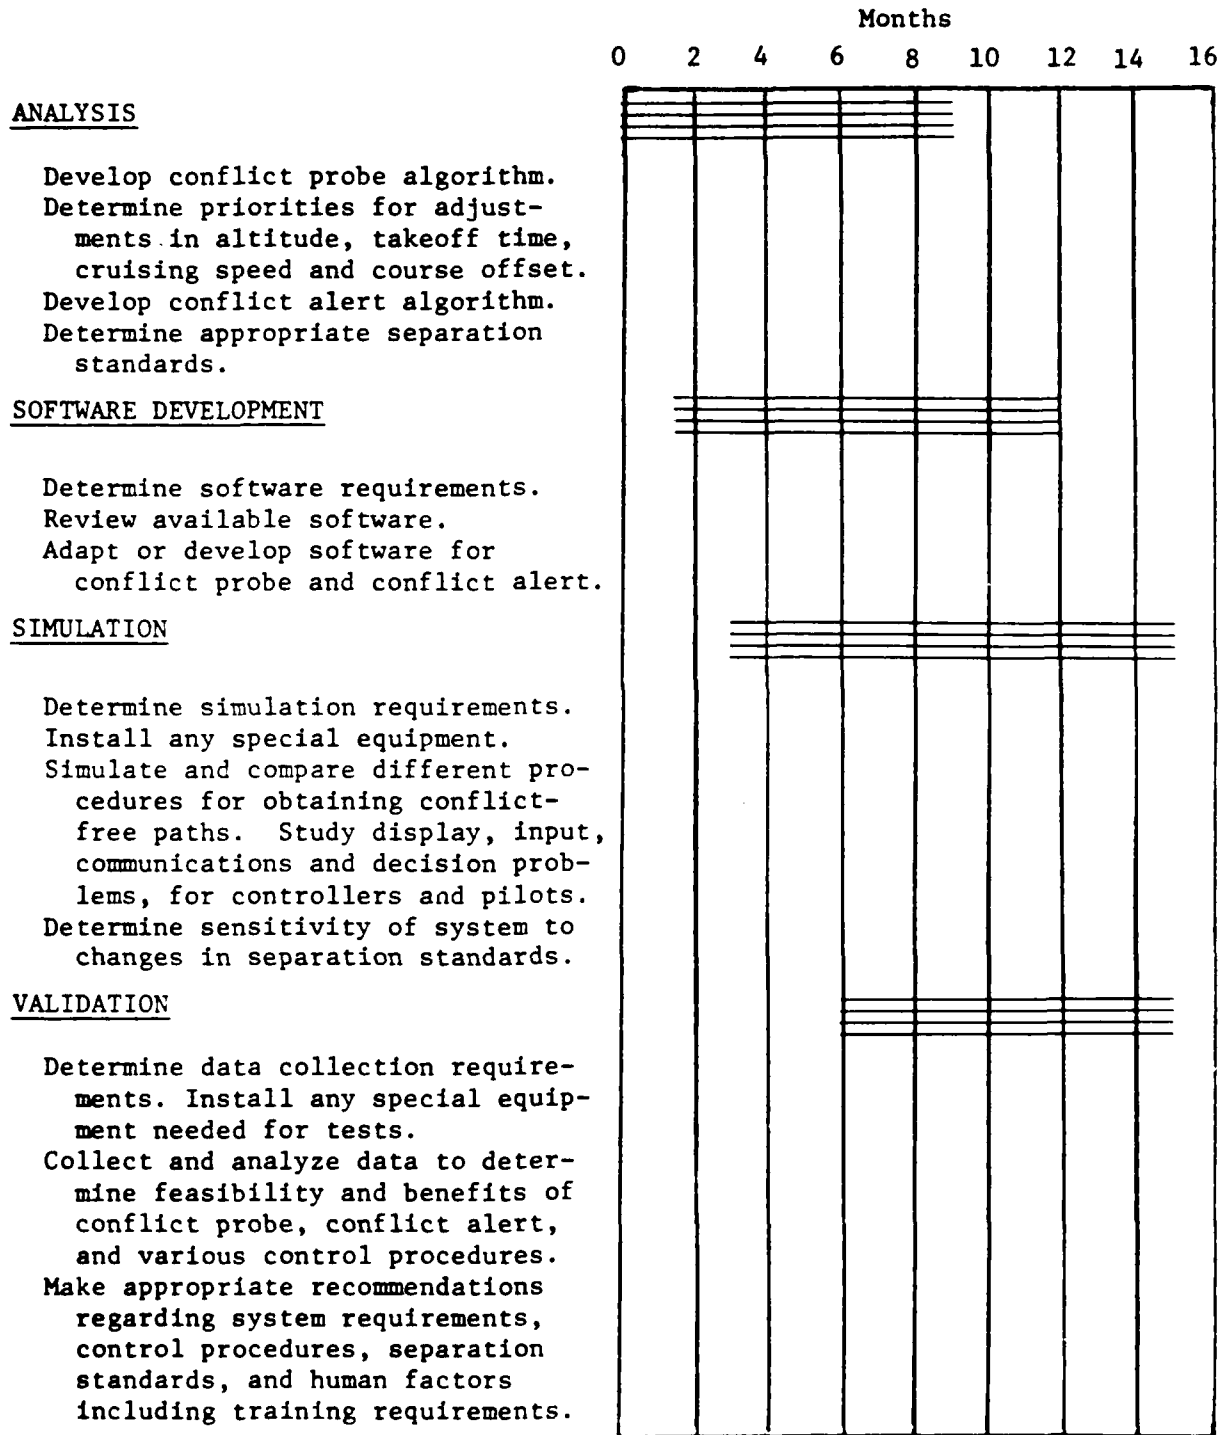 Months
0 2 4 6 8 10 12 14 16
ANALYSIS
Develop conflict probe algorithm.
Determine priorities for adjust-
ments in altitude, takeoff time,
cruising speed and course offset.
Develop conflict alert algorithm.
Determine appropriate separation
standards.
SOFTWARE DEVELOPMENT
Determine software requirements.
Review available software.
Adapt or develop software for
conflict probe and conflict alert.
SIMULATION
Determine simulation requirements.
Install any special equipment.
Simulate and compare different pro-
cedures for obtaining conflict-
free paths. Study display, input,
communications and decision prob-
lems, for controllers and pilots.
Determine sensitivity of system to
changes in separation standards.
VALIDATION
Determine data collection require-
ments. Install any special equip-
ment needed for tests.
Collect and analyze data to deter-
mine feasibility and benefits of
conflict probe, conflict alert,
and various control procedures.
Make appropriate recommendations
regarding system requirements,
control procedures, separation
standards, and human factors
including training requirements.